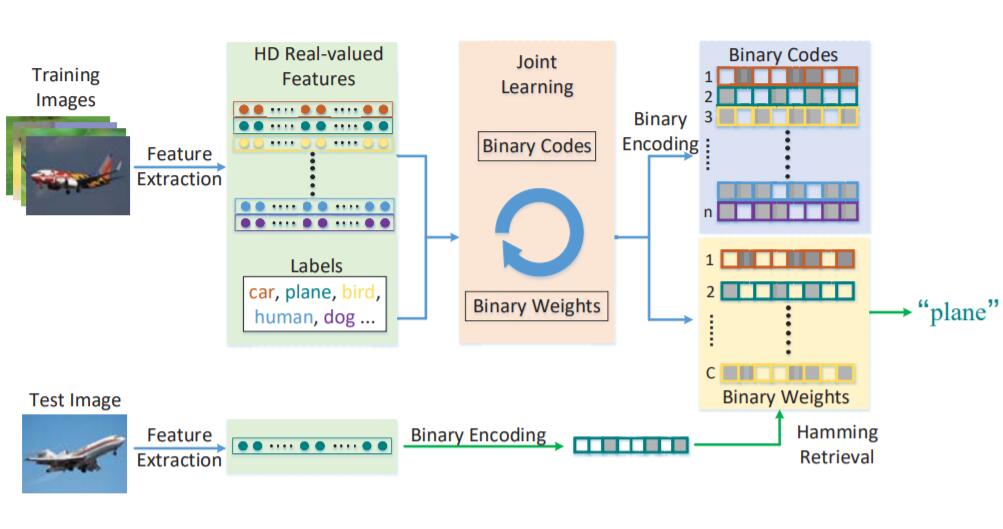 Training
Images
Feature
Extraction
HD Real-valued
Features
Labels
car, plane, bird,
human, dog ...
Joint
Learning
Binary Codes
Binary Weights
Binary
Encoding
Binary Codes
1
2
3
n
1
2
C
Binary Weights
"plane"
Test Image
Feature
Extraction
Binary Encoding
Hamming
Retrieval